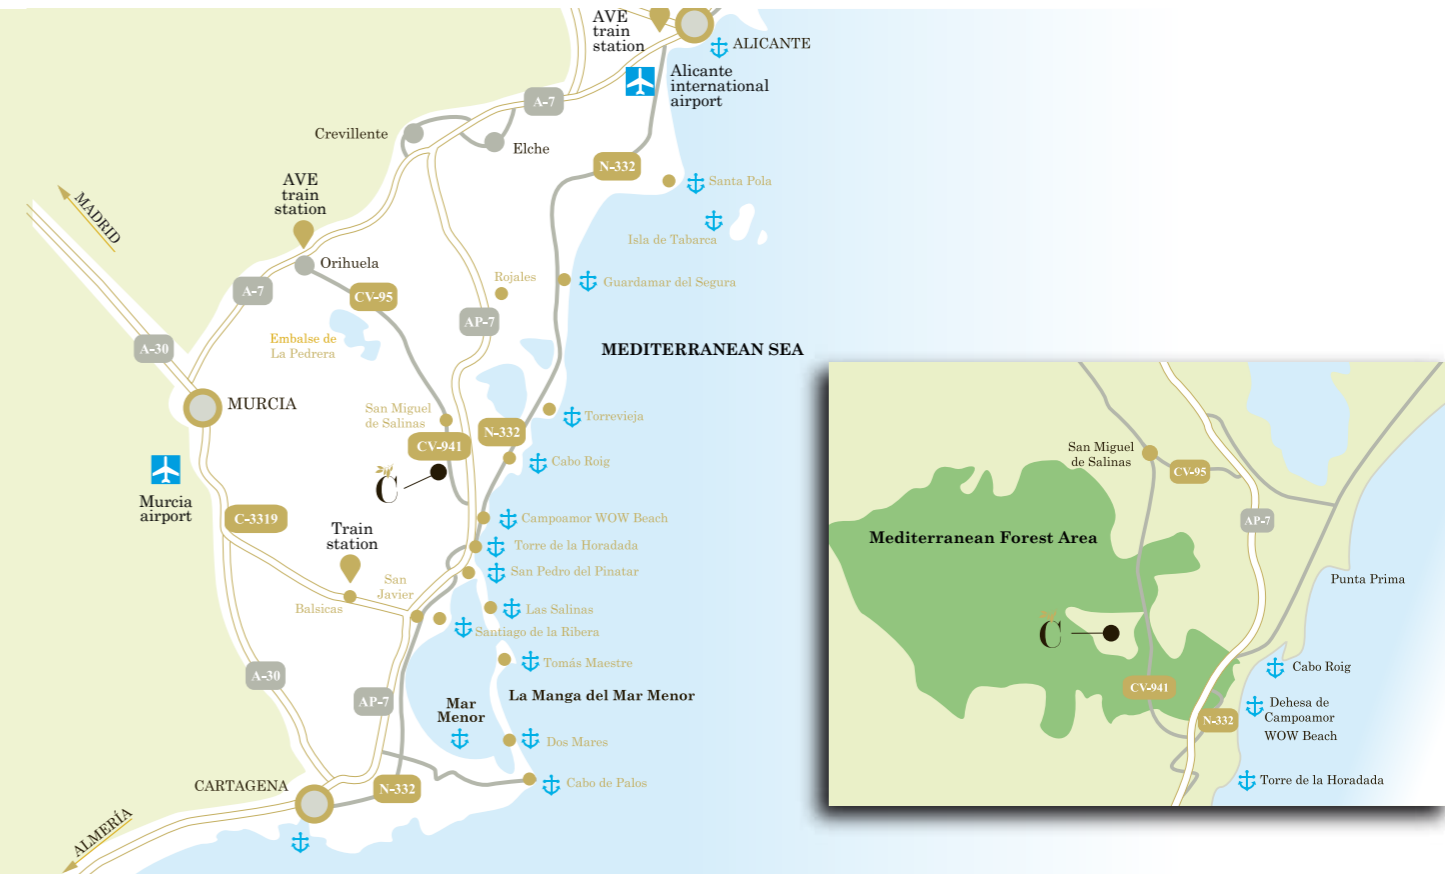 AVE
train
station
ALICANTE
Alicante
international
airport
A-7
Crevillente
Elche
N-332
Santa Pola
AVE
train
station
MADRID
Isla de Tabarca
Orihuela
Rojales
Guardamar del Segura
A-7
CV-95
AP-7
Embalse de
La Pedrera
A-30
MEDITERRANEAN SEA
MURCIA
San Miguel
de Salinas
Torrevieja
N-332
CV-941
Cabo Roig
C
Murcia
airport
C-3319
Train
station
Campoamor WOW Beach
Torre de la Horadada
San Pedro del Pinatar
San
Javier
Balsicas
Las Salinas
Santiago de la Ribera
Tomás Maestre
A-30
AP-7
La Manga del Mar Menor
Mar
Menor
Dos Mares
CARTAGENA
N-332
Cabo de Palos
ALMERÍA
San Miguel
de Salinas
CV-95
AP-7
Mediterranean Forest Area
Punta Prima
C
Cabo Roig
CV-941
N-332
Dehesa de
Campoamor
WOW Beach
Torre de la Horadada